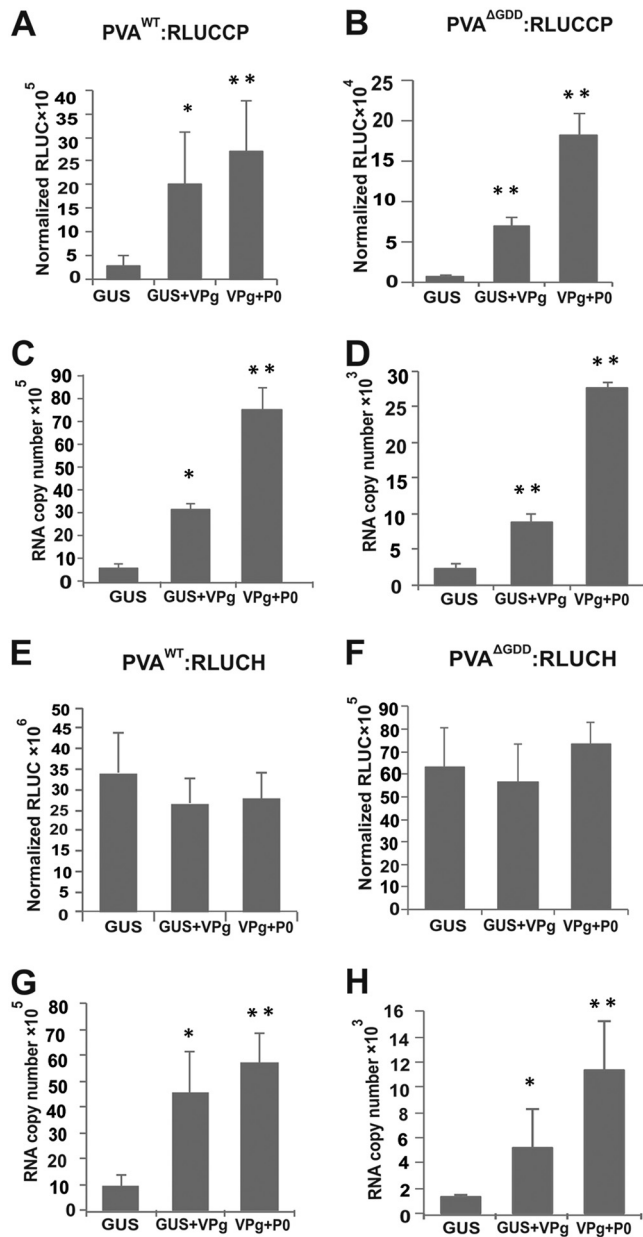 A
PVA^WT:RLUCCP
Normalized RLUC×10^5
40
35
30
25
20
15
10
5
0
*
* *
GUS
GUS+VPg
VPg+P0
B
PVA^ΔGDD:RLUCCP
Normalized RLUC×10^4
25
20
15
10
5
0
* *
* *
GUS
GUS+VPg
VPg+P0
C
RNA copy number ×10^5
90
80
70
60
50
40
30
20
10
0
*
* *
GUS
GUS+VPg
VPg+P0
D
RNA copy number ×10^3
30
25
20
15
10
5
0
* *
* *
GUS
GUS+VPg
VPg+P0
E
PVA^WT:RLUCH
Normalized RLUC ×10^6
50
45
40
35
30
25
20
15
10
5
0
GUS
GUS+VPg
VPg+P0
F
PVA^ΔGDD:RLUCH
Normalized RLUC×10^5
90
80
70
60
50
40
30
20
10
0
GUS
GUS+VPg
VPg+P0
G
RNA copy number ×10^5
80
70
60
50
40
30
20
10
0
*
* *
GUS
GUS+VPg
VPg+P0
H
RNA copy number ×10^3
16
14
12
10
8
6
4
2
0
*
* *
GUS
GUS+VPg
VPg+P0